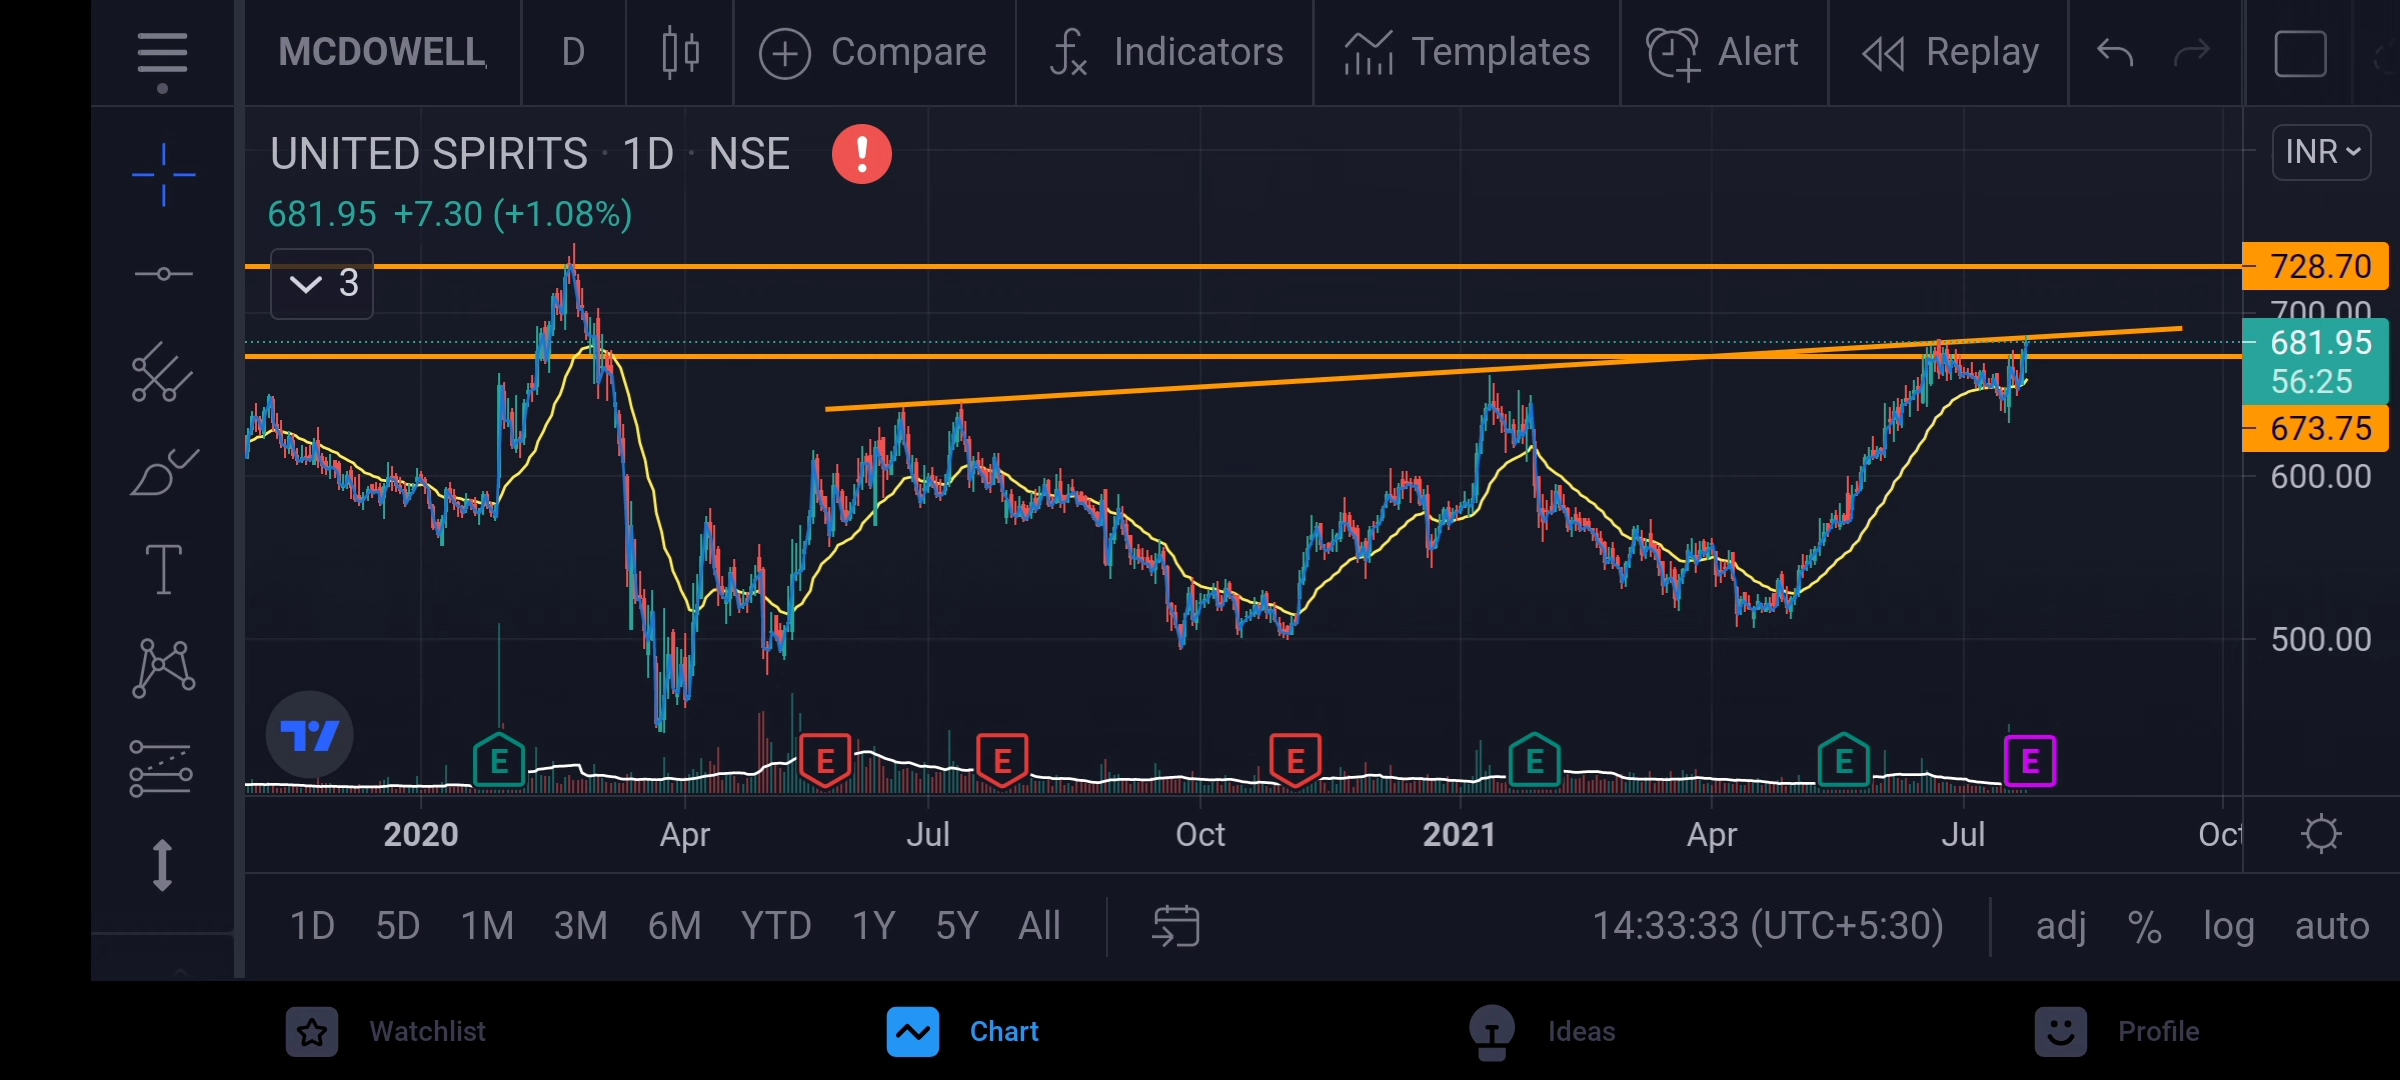 MCDOWELL D Compare Indicators Templates Alert Replay
UNITED SPIRITS · 1D · NSE
INR
681.95 +7.30 (+1.08%)
3
728.70
700.00
681.95
56:25
673.75
600.00
500.00
E E E E E E E
2020 Apr Jul Oct 2021 Apr Jul Oct
1D 5D 1M 3M 6M YTD 1Y 5Y All 14:33:33 (UTC+5:30) adj % log auto
Watchlist Chart Ideas Profile